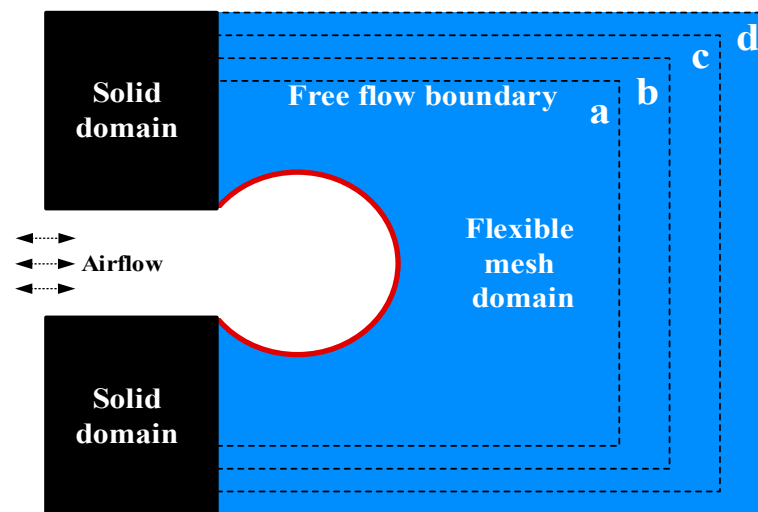 Solid
domain
Free flow boundary
a
b
c
d
Airflow
Flexible
mesh
domain
Solid
domain